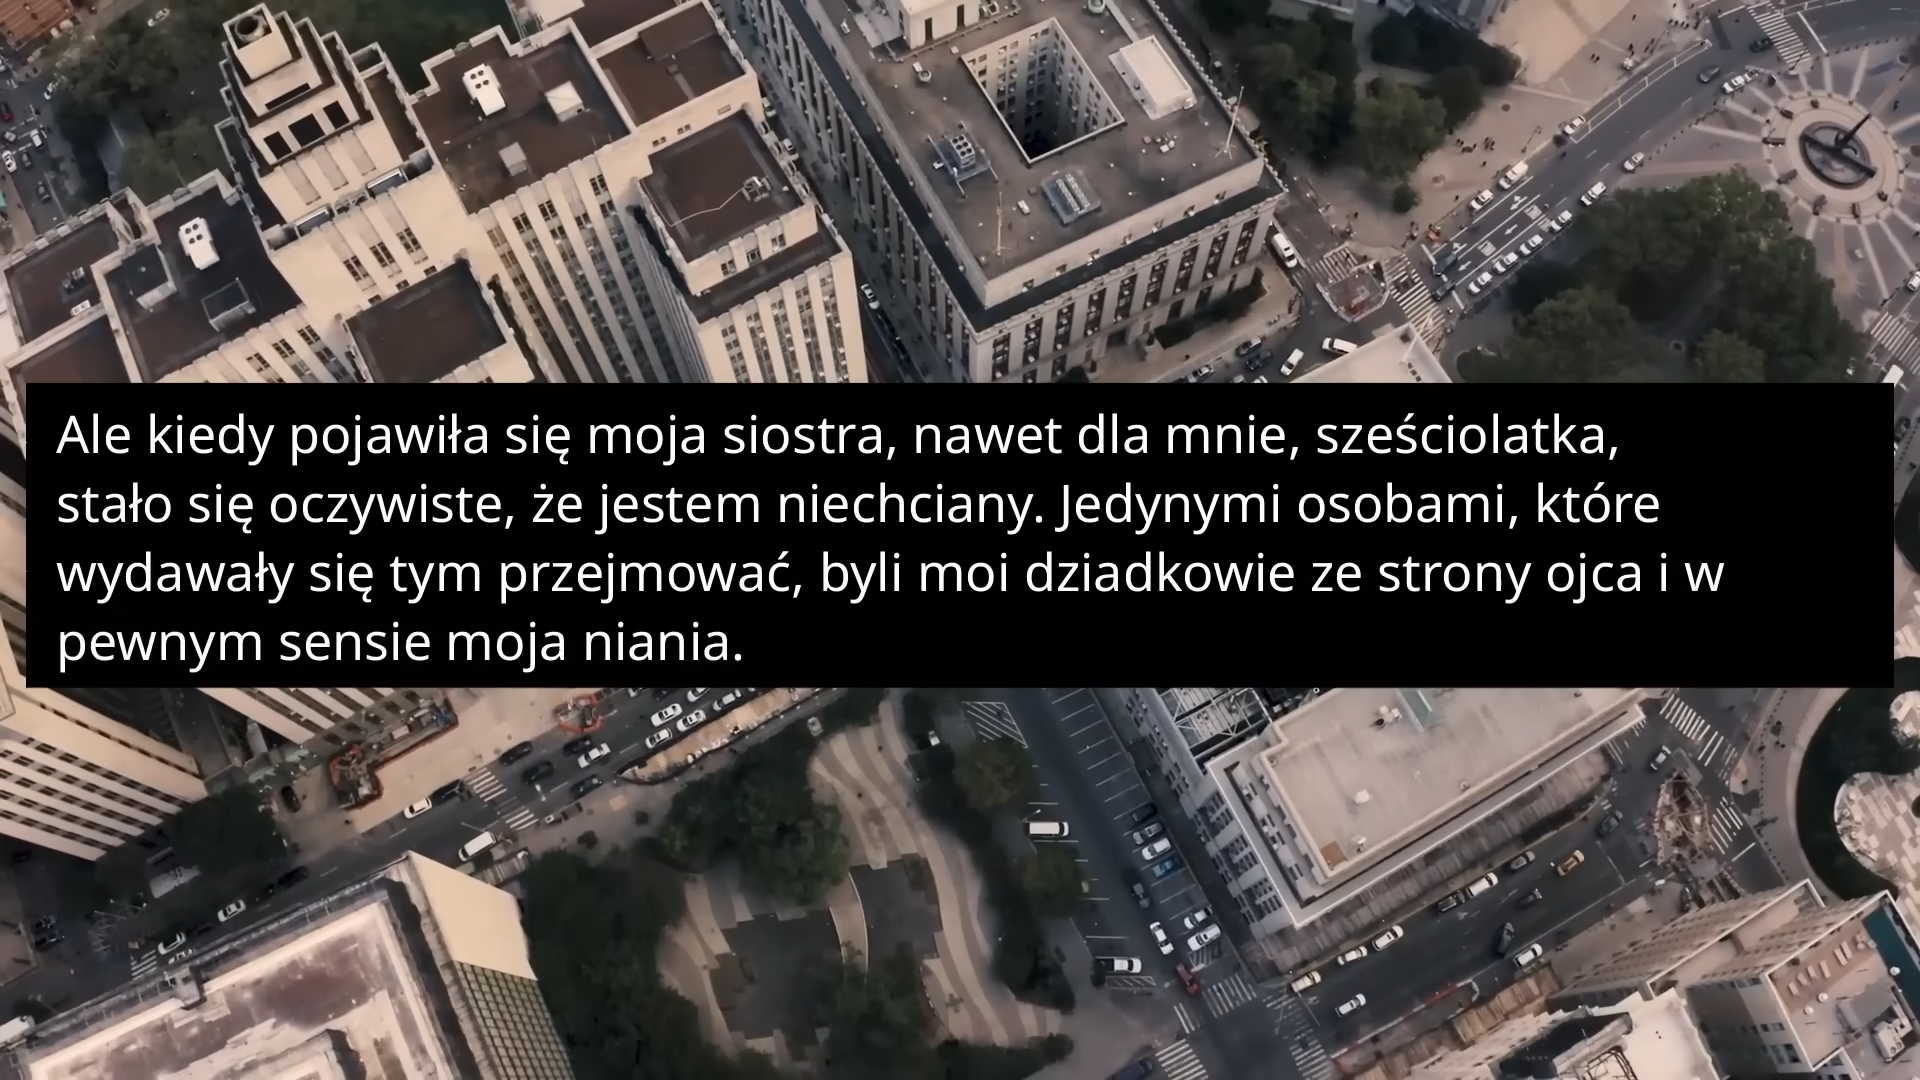 Ale kiedy pojawiła się moja siostra, nawet dla mnie, sześciolatka,
stało się oczywiste, że jestem niechciany. Jedynymi osobami, które
wydawały się tym przejmować, byli moi dziadkowie ze strony ojca i w
pewnym sensie moja niania.